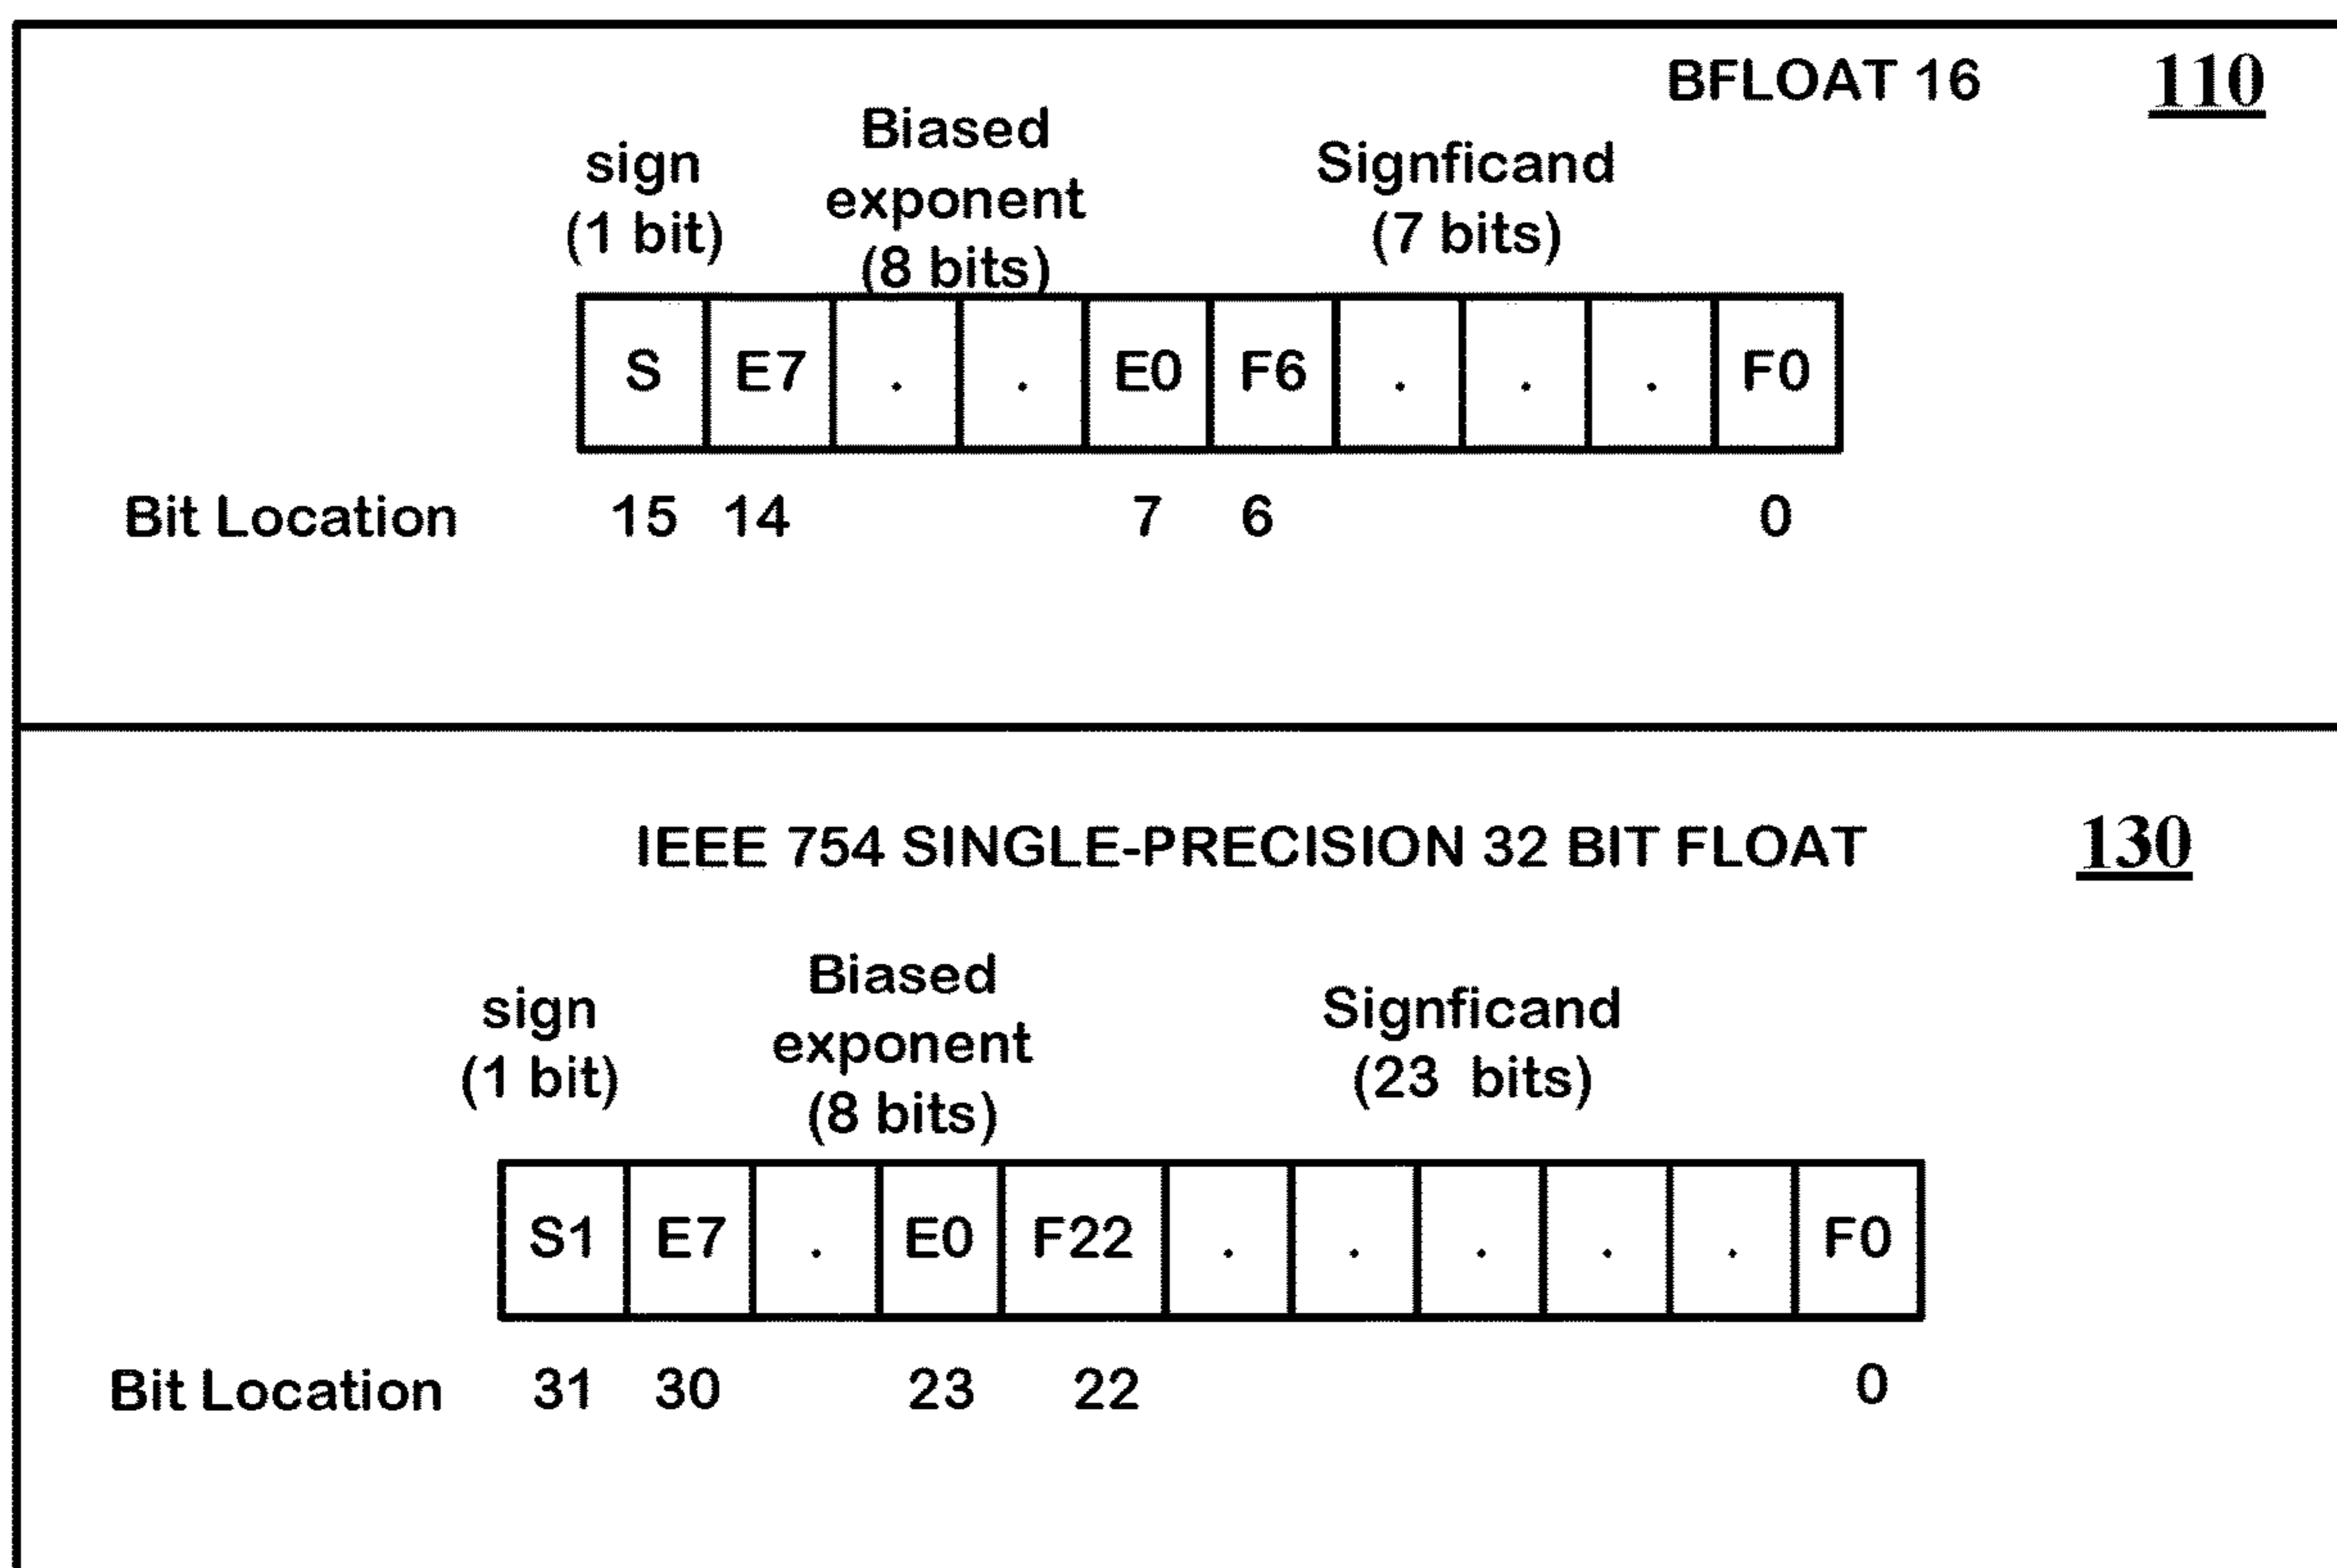 BFLOAT 16 110
sign
(1 bit)
Biased
exponent
(8 bits)
Signficand
(7 bits)
S E7 . . E0 F6 . . . F0
Bit Location 15 14 7 6 0
IEEE 754 SINGLE-PRECISION 32 BIT FLOAT 130
sign
(1 bit)
Biased
exponent
(8 bits)
Signficand
(23 bits)
S1 E7 . E0 F22 . . . . . F0
Bit Location 31 30 23 22 0